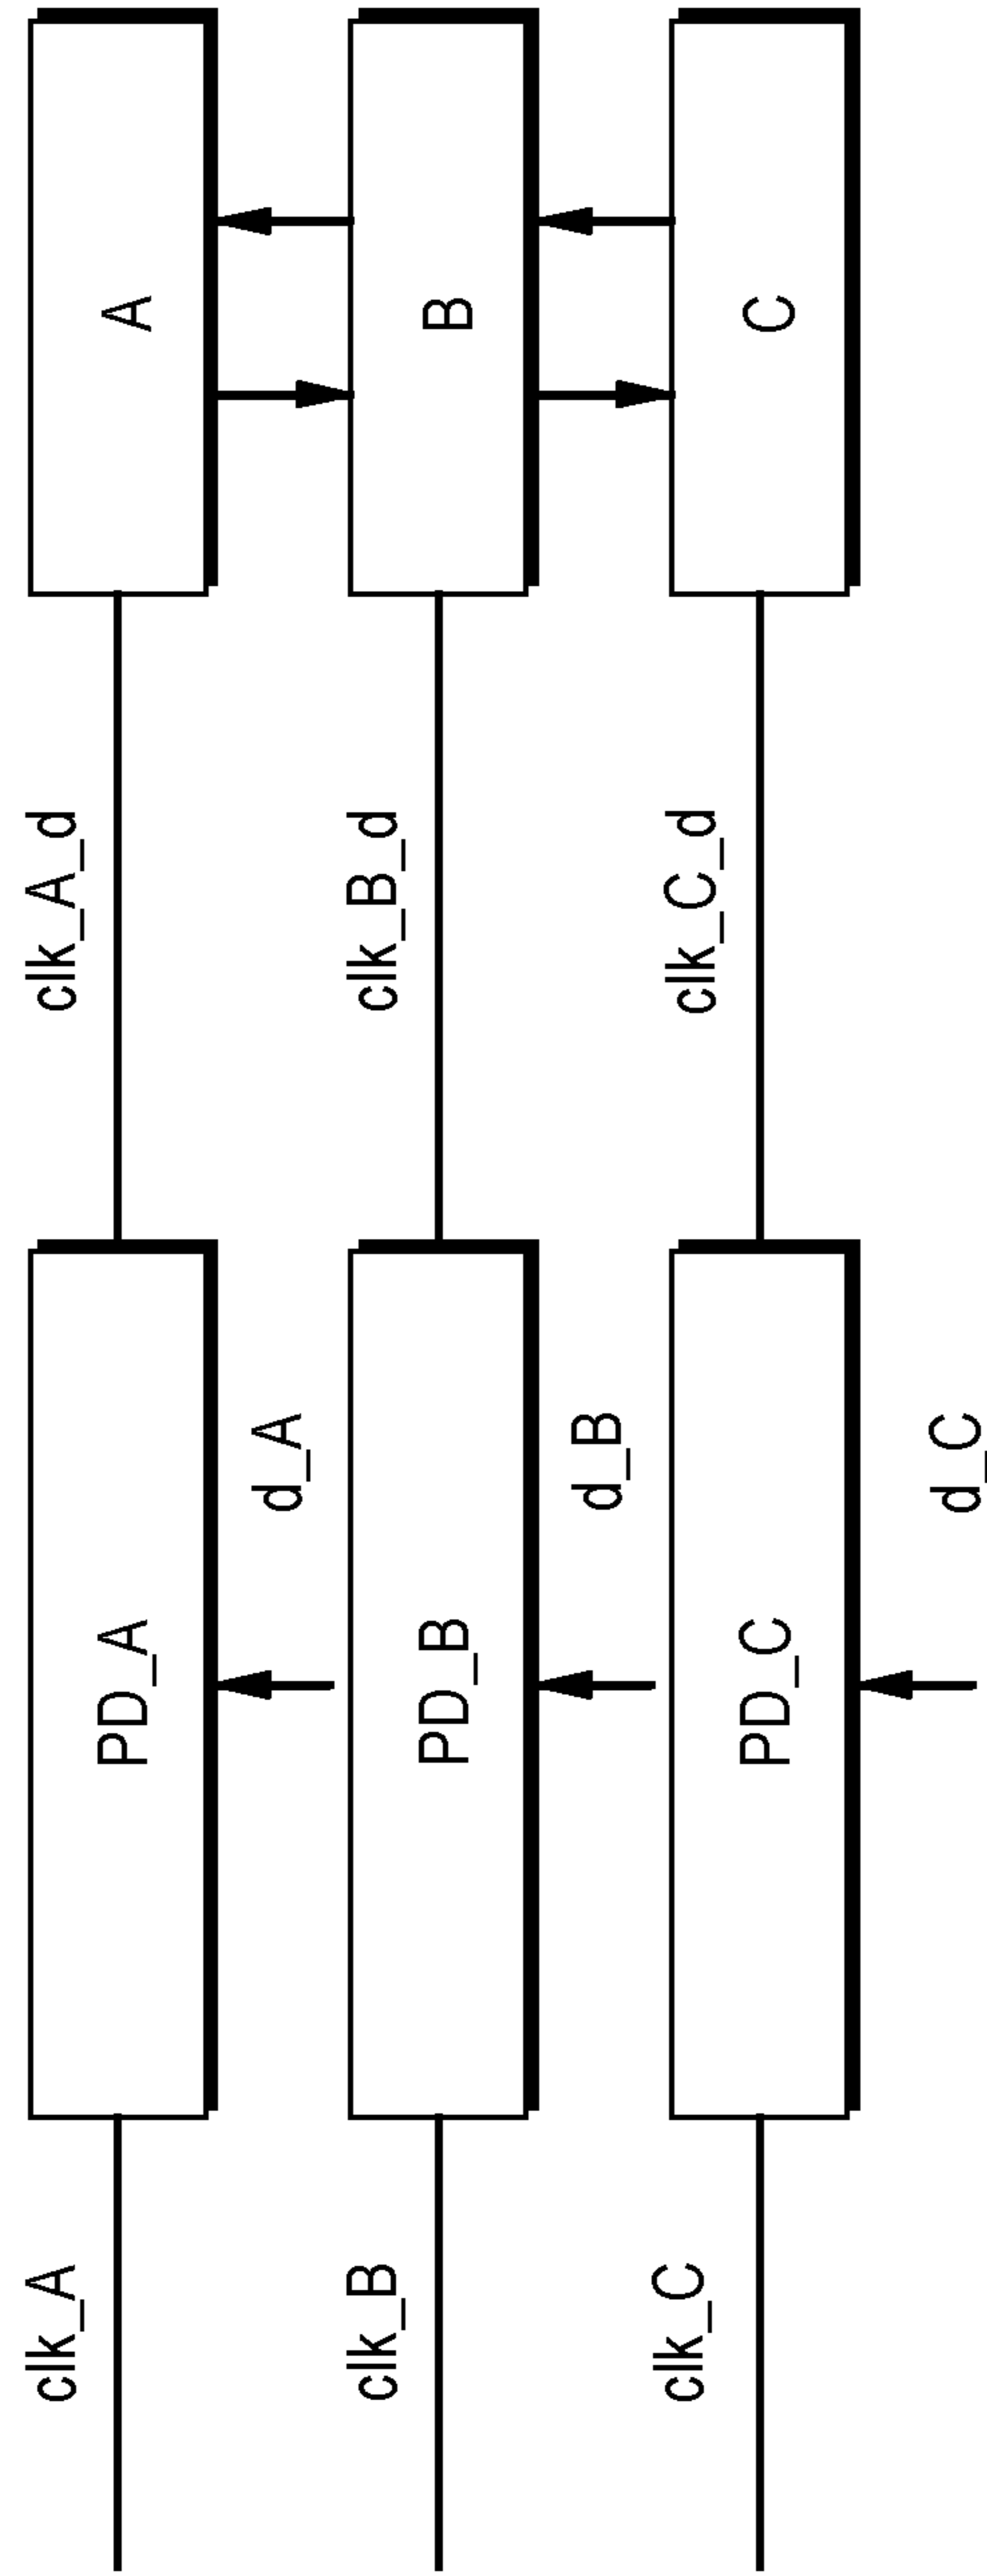 clk_A
PD_A
d_A
clk_A_d
A
clk_B
PD_B
d_B
clk_B_d
B
clk_C
PD_C
d_C
clk_C_d
C